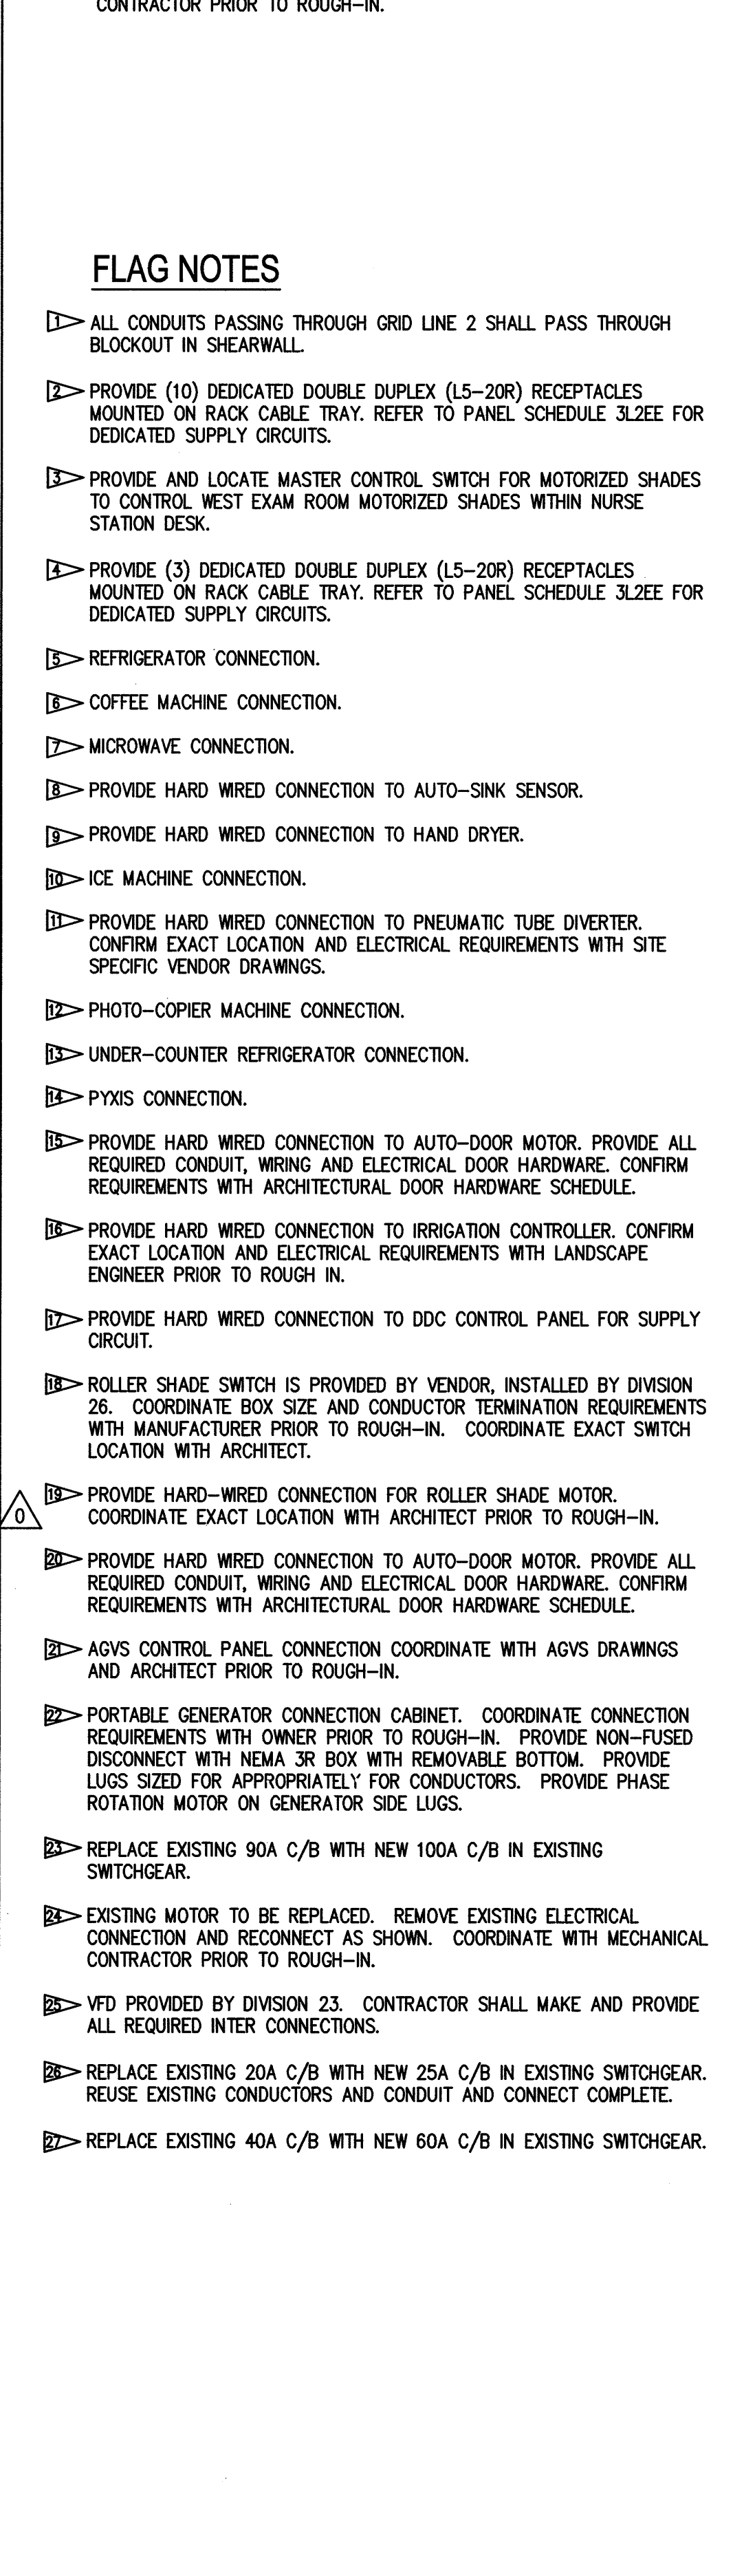 CONTRACTOR PRIOR TO ROUGH-IN.
FLAG NOTES
1 ALL CONDUITS PASSING THROUGH GRID LINE 2 SHALL PASS THROUGH
BLOCKOUT IN SHEARWALL.
2 PROVIDE (10) DEDICATED DOUBLE DUPLEX (L5-20R) RECEPTACLES
MOUNTED ON RACK CABLE TRAY. REFER TO PANEL SCHEDULE 3L2EE FOR
DEDICATED SUPPLY CIRCUITS.
3 PROVIDE AND LOCATE MASTER CONTROL SWITCH FOR MOTORIZED SHADES
TO CONTROL WEST EXAM ROOM MOTORIZED SHADES WITHIN NURSE
STATION DESK.
4 PROVIDE (3) DEDICATED DOUBLE DUPLEX (L5-20R) RECEPTACLES
MOUNTED ON RACK CABLE TRAY. REFER TO PANEL SCHEDULE 3L2EE FOR
DEDICATED SUPPLY CIRCUITS.
5 REFRIGERATOR CONNECTION.
6 COFFEE MACHINE CONNECTION.
7 MICROWAVE CONNECTION.
8 PROVIDE HARD WIRED CONNECTION TO AUTO-SINK SENSOR.
9 PROVIDE HARD WIRED CONNECTION TO HAND DRYER.
10 ICE MACHINE CONNECTION.
11 PROVIDE HARD WIRED CONNECTION TO PNEUMATIC TUBE DIVERTER.
CONFIRM EXACT LOCATION AND ELECTRICAL REQUIREMENTS WITH SITE
SPECIFIC VENDOR DRAWINGS.
12 PHOTO-COPIER MACHINE CONNECTION.
13 UNDER-COUNTER REFRIGERATOR CONNECTION.
14 PYXIS CONNECTION.
15 PROVIDE HARD WIRED CONNECTION TO AUTO-DOOR MOTOR. PROVIDE ALL
REQUIRED CONDUIT, WIRING AND ELECTRICAL DOOR HARDWARE. CONFIRM
REQUIREMENTS WITH ARCHITECTURAL DOOR HARDWARE SCHEDULE.
16 PROVIDE HARD WIRED CONNECTION TO IRRIGATION CONTROLLER. CONFIRM
EXACT LOCATION AND ELECTRICAL REQUIREMENTS WITH LANDSCAPE
ENGINEER PRIOR TO ROUGH IN.
17 PROVIDE HARD WIRED CONNECTION TO DDC CONTROL PANEL FOR SUPPLY
CIRCUIT.
18 ROLLER SHADE SWITCH IS PROVIDED BY VENDOR, INSTALLED BY DIVISION
26. COORDINATE BOX SIZE AND CONDUCTOR TERMINATION REQUIREMENTS
WITH MANUFACTURER PRIOR TO ROUGH-IN. COORDINATE EXACT SWITCH
LOCATION WITH ARCHITECT.
19 PROVIDE HARD-WIRED CONNECTION FOR ROLLER SHADE MOTOR.
0 COORDINATE EXACT LOCATION WITH ARCHITECT PRIOR TO ROUGH-IN.
20 PROVIDE HARD WIRED CONNECTION TO AUTO-DOOR MOTOR. PROVIDE ALL
REQUIRED CONDUIT, WIRING AND ELECTRICAL DOOR HARDWARE. CONFIRM
REQUIREMENTS WITH ARCHITECTURAL DOOR HARDWARE SCHEDULE.
21 AGVS CONTROL PANEL CONNECTION COORDINATE WITH AGVS DRAWINGS
AND ARCHITECT PRIOR TO ROUGH-IN.
22 PORTABLE GENERATOR CONNECTION CABINET. COORDINATE CONNECTION
REQUIREMENTS WITH OWNER PRIOR TO ROUGH-IN. PROVIDE NON-FUSED
DISCONNECT WITH NEMA 3R BOX WITH REMOVABLE BOTTOM. PROVIDE
LUGS SIZED FOR APPROPRIATELY FOR CONDUCTORS. PROVIDE PHASE
ROTATION MOTOR ON GENERATOR SIDE LUGS.
23 REPLACE EXISTING 90A C/B WITH NEW 100A C/B IN EXISTING
SWITCHGEAR.
24 EXISTING MOTOR TO BE REPLACED. REMOVE EXISTING ELECTRICAL
CONNECTION AND RECONNECT AS SHOWN. COORDINATE WITH MECHANICAL
CONTRACTOR PRIOR TO ROUGH-IN.
25 VFD PROVIDED BY DIVISION 23. CONTRACTOR SHALL MAKE AND PROVIDE
ALL REQUIRED INTER CONNECTIONS.
26 REPLACE EXISTING 20A C/B WITH NEW 25A C/B IN EXISTING SWITCHGEAR.
REUSE EXISTING CONDUCTORS AND CONDUIT AND CONNECT COMPLETE.
27 REPLACE EXISTING 40A C/B WITH NEW 60A C/B IN EXISTING SWITCHGEAR.